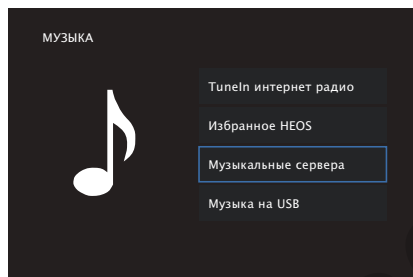 МУЗЫКА
TuneIn интернет радио
Избранное HEOS
Музыкальные сервера
Музыка на USB